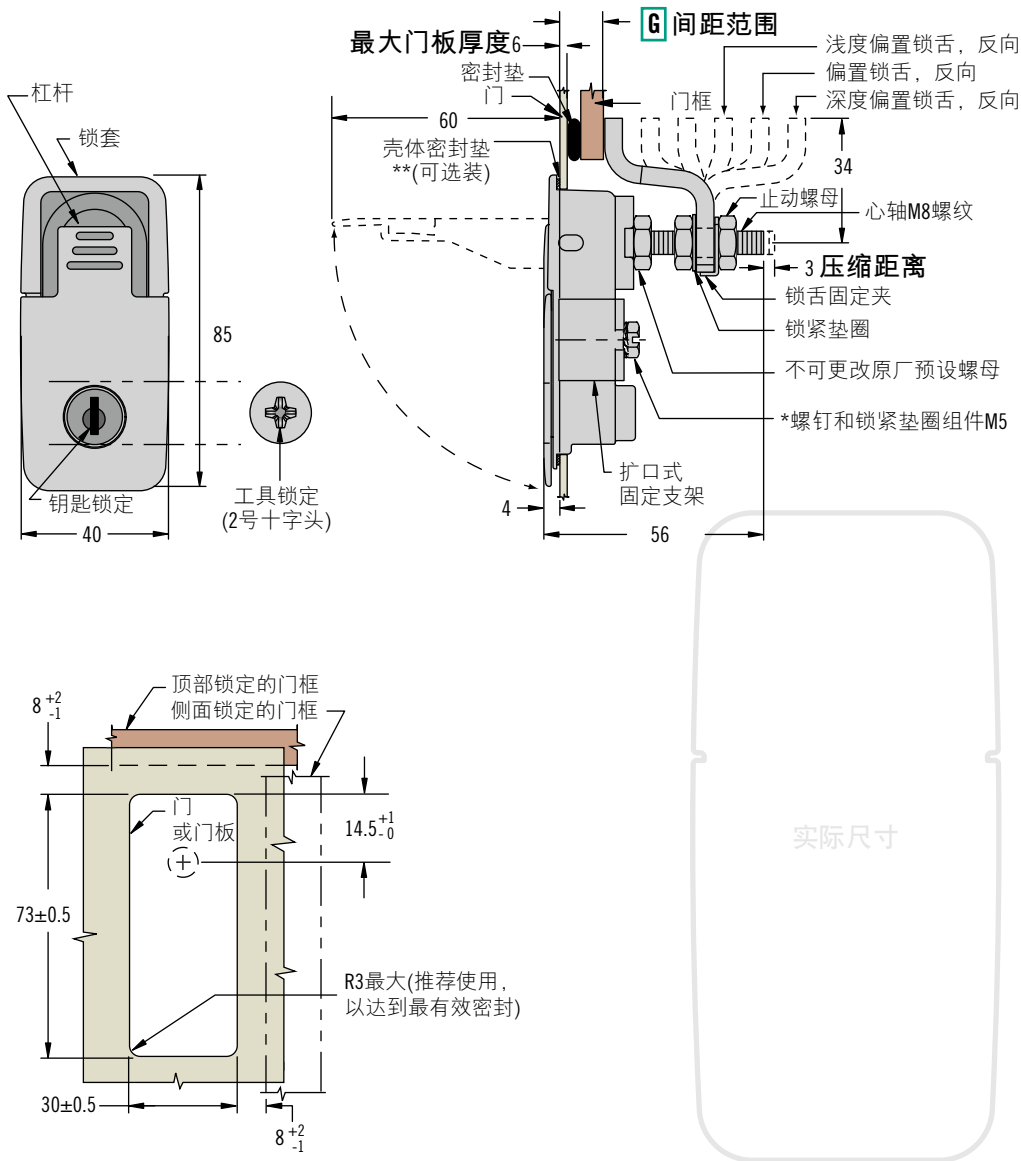 G 间距范围
最大门板厚度6
浅度偏置锁舌，反向
密封垫
偏置锁舌，反向
门
门框
深度偏置锁舌，反向
杠杆
60
锁套
壳体密封垫
**(可选装)
34
止动螺母
心轴M8螺纹
3 压缩距离
锁舌固定夹
锁紧垫圈
85
不可更改原厂预设螺母
*螺钉和锁紧垫圈组件M5
扩口式
固定支架
钥匙锁定
工具锁定
(2号十字头)
4
40
56
顶部锁定的门框
侧面锁定的门框
8 +2 -1
门
或门板
14.5 +1 -0
实际尺寸
73±0.5
R3最大(推荐使用，
以达到最有效密封)
30±0.5
8 +2 -1